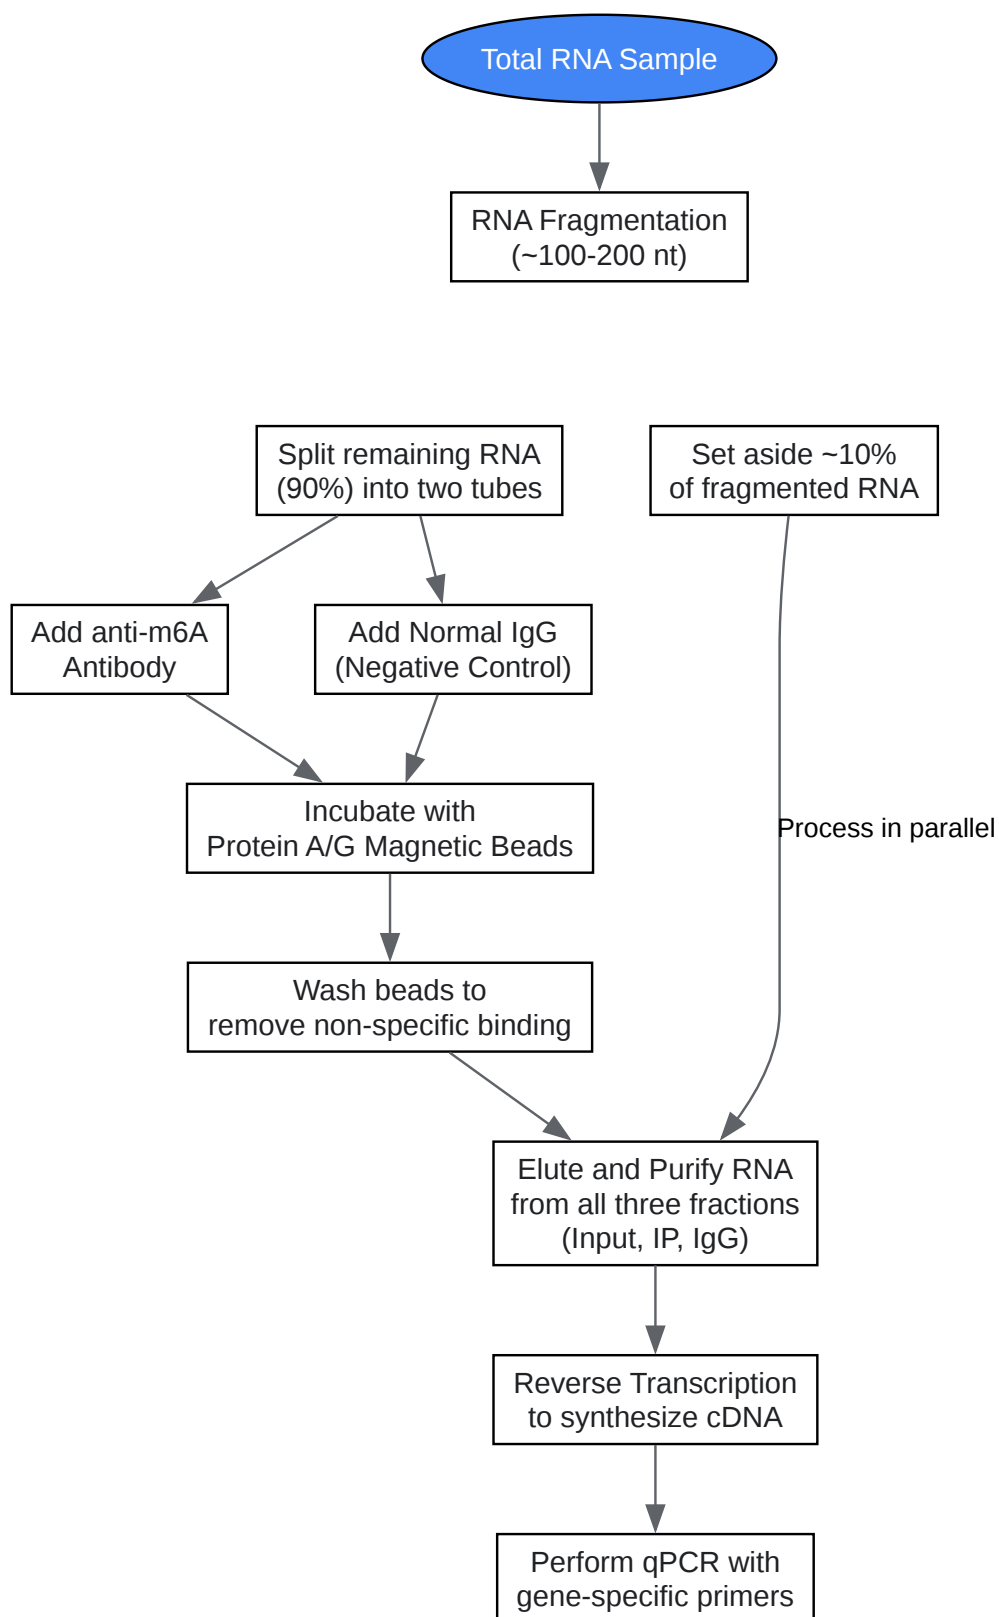 Total RNA Sample
RNA Fragmentation
(~100-200 nt)
Split remaining RNA
(90%) into two tubes
Set aside ~10%
of fragmented RNA
Add anti-m6A
Antibody
Add Normal IgG
(Negative Control)
Incubate with
Protein A/G Magnetic Beads
Process in parallel
Wash beads to
remove non-specific binding
Elute and Purify RNA
from all three fractions
(Input, IP, IgG)
Reverse Transcription
to synthesize cDNA
Perform qPCR with
gene-specific primers